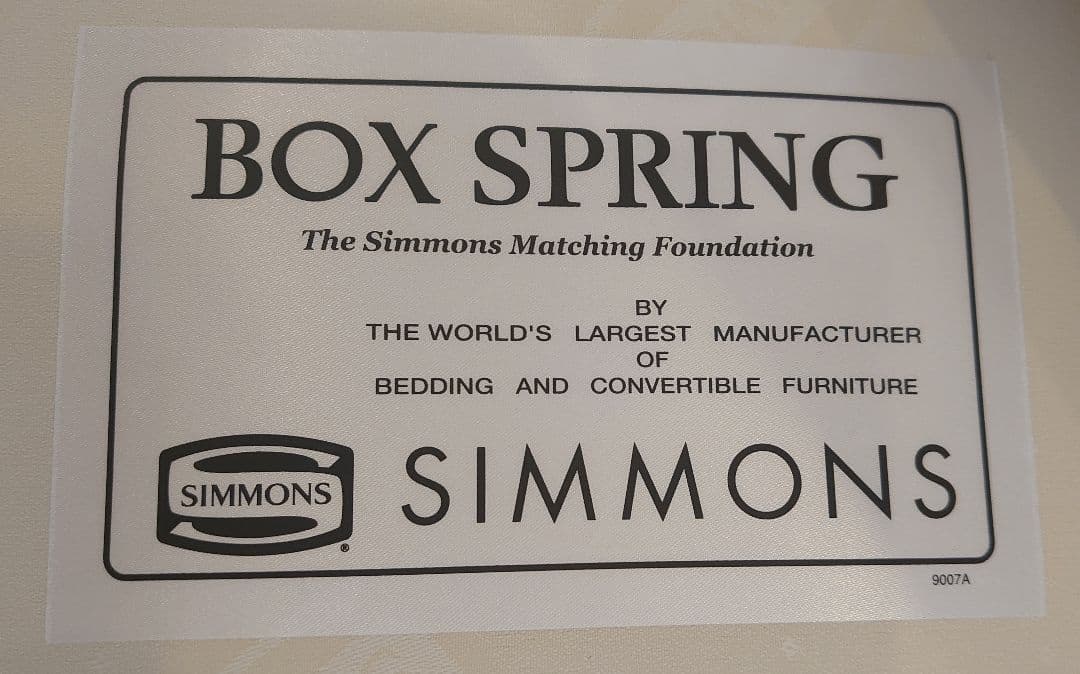 BOX SPRING
The Simmons Matching Foundation
BY
THE WORLD'S LARGEST MANUFACTURER
OF
BEDDING AND CONVERTIBLE FURNITURE
SIMMONS ® SIMMONS
9007A